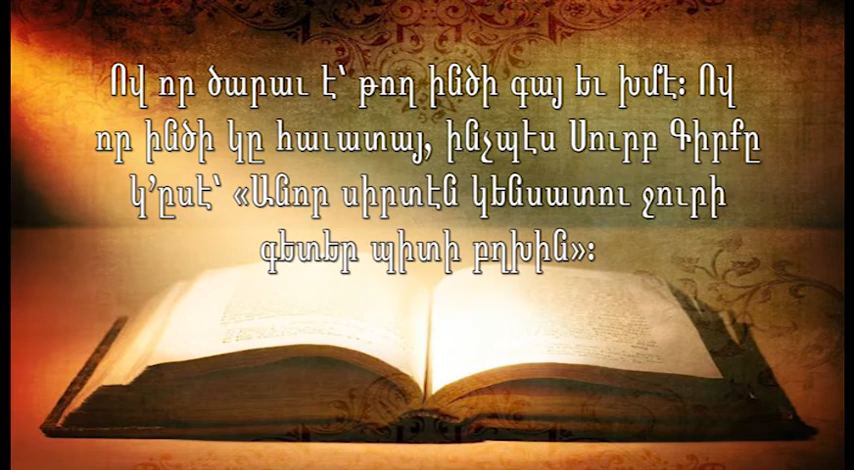 Ով որ ծարաւ է՝ թող ինծի գայ եւ խմէ: Ով
որ ինծի կը հաւատայ, ինչպէս Սուրբ Գիրքը
կ՚ըսէ՝ «Անոր սիրտէն կենսատու ջուրի
գետեր պիտի բղխին»: